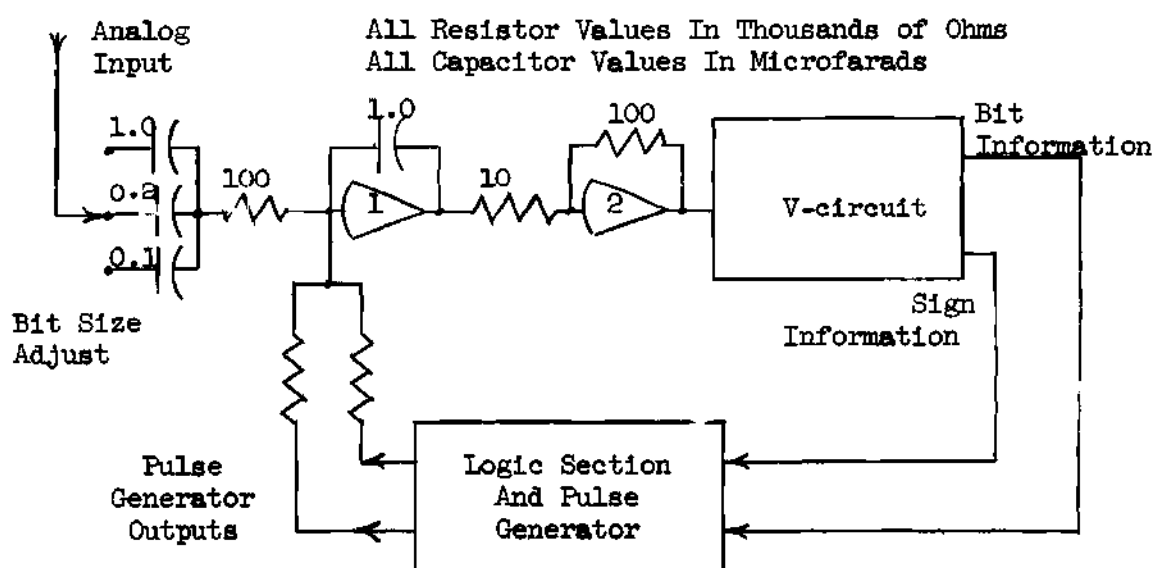 Analog
Input
All Resistor Values In Thousands of Ohms
All Capacitor Values In Microfarads
1.0
0.2
0.1
100
1.0
1
10
100
2
V-circuit
Bit
Information
Sign
Information
Bit Size
Adjust
Pulse
Generator
Outputs
Logic Section
And Pulse
Generator